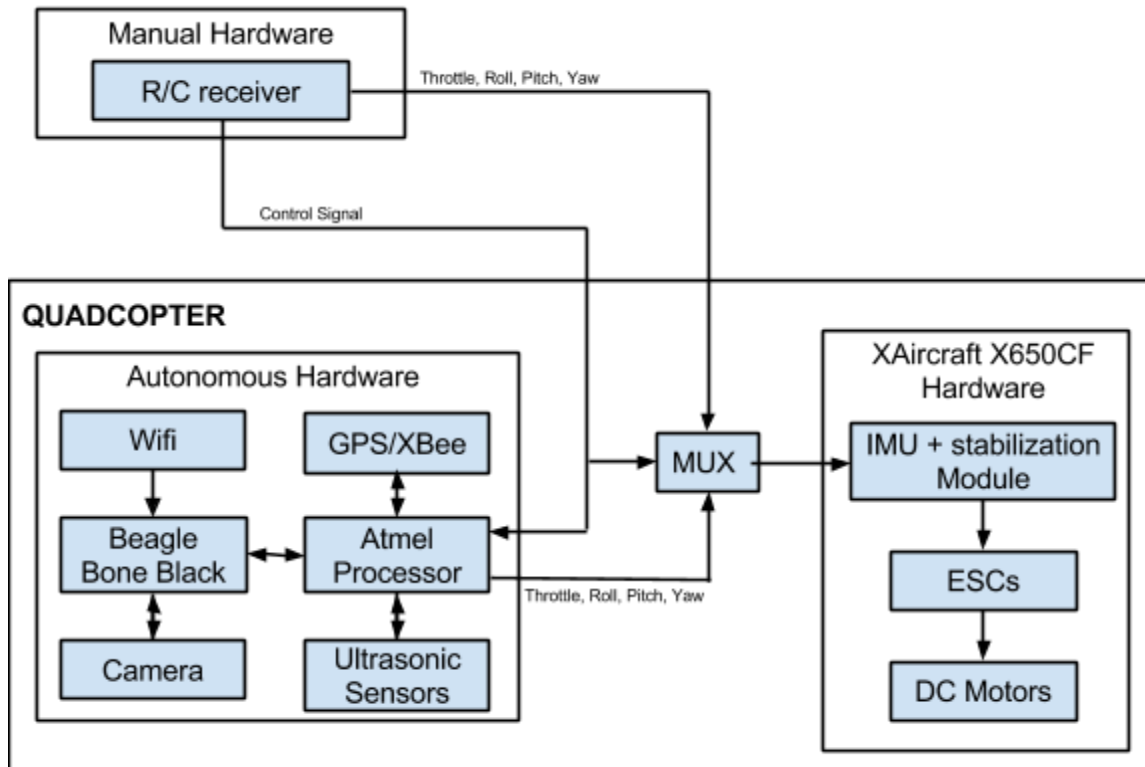 Manual Hardware
R/C receiver
Throttle, Roll, Pitch, Yaw
Control Signal
QUADCOPTER
Autonomous Hardware
Wifi
GPS/XBee
Beagle
Bone Black
Atmel
Processor
Camera
Ultrasonic
Sensors
Throttle, Roll, Pitch, Yaw
MUX
XAircraft X650CF
Hardware
IMU + stabilization
Module
ESCs
DC Motors